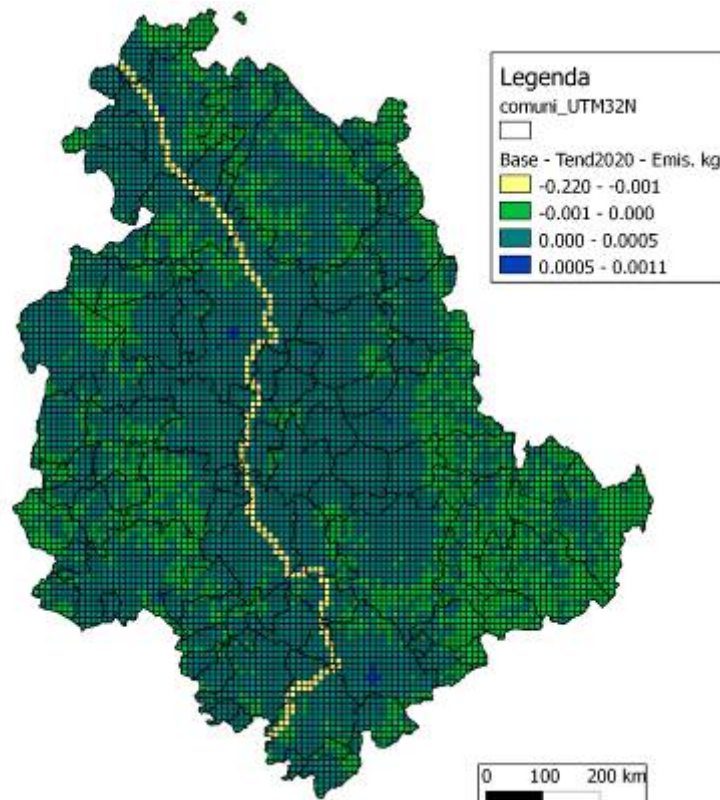 Legenda
comuni_UTM32N
Base - Tend2020 - Emis. kg
-0.220 - -0.001
-0.001 - 0.000
0.000 - 0.0005
0.0005 - 0.0011
0 100 200 km